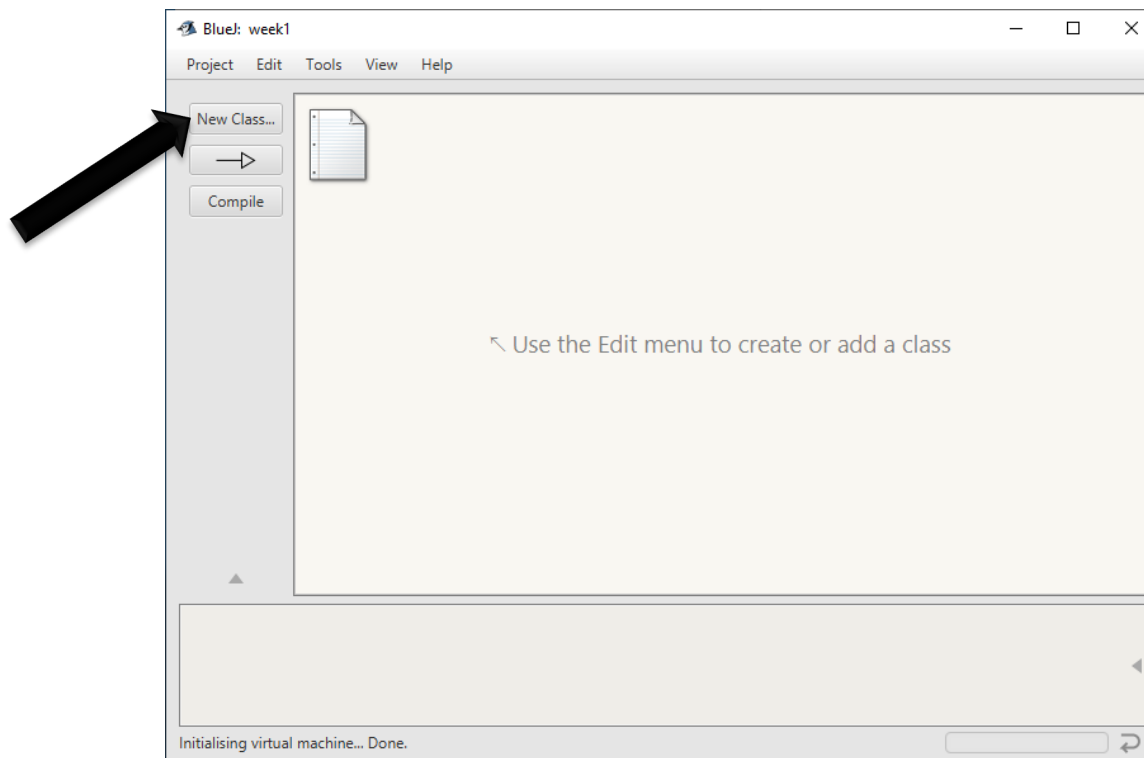 BlueJ: week1
Project Edit Tools View Help
New Class...
Compile
Use the Edit menu to create or add a class
Initialising virtual machine... Done.